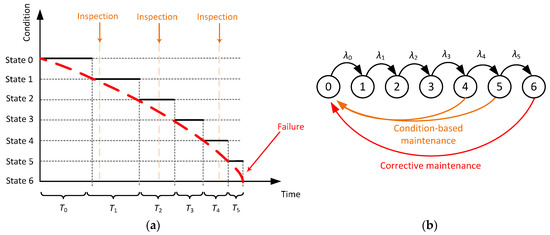 Condition
Inspection
Inspection
Inspection
State 0
State 1
State 2
State 3
State 4
State 5
State 6
Failure
Time
T0
T1
T2
T3
T4
T5
(a)
λ0
λ1
λ2
λ3
λ4
λ5
0
1
2
3
4
5
6
Condition-based
maintenance
Corrective maintenance
(b)